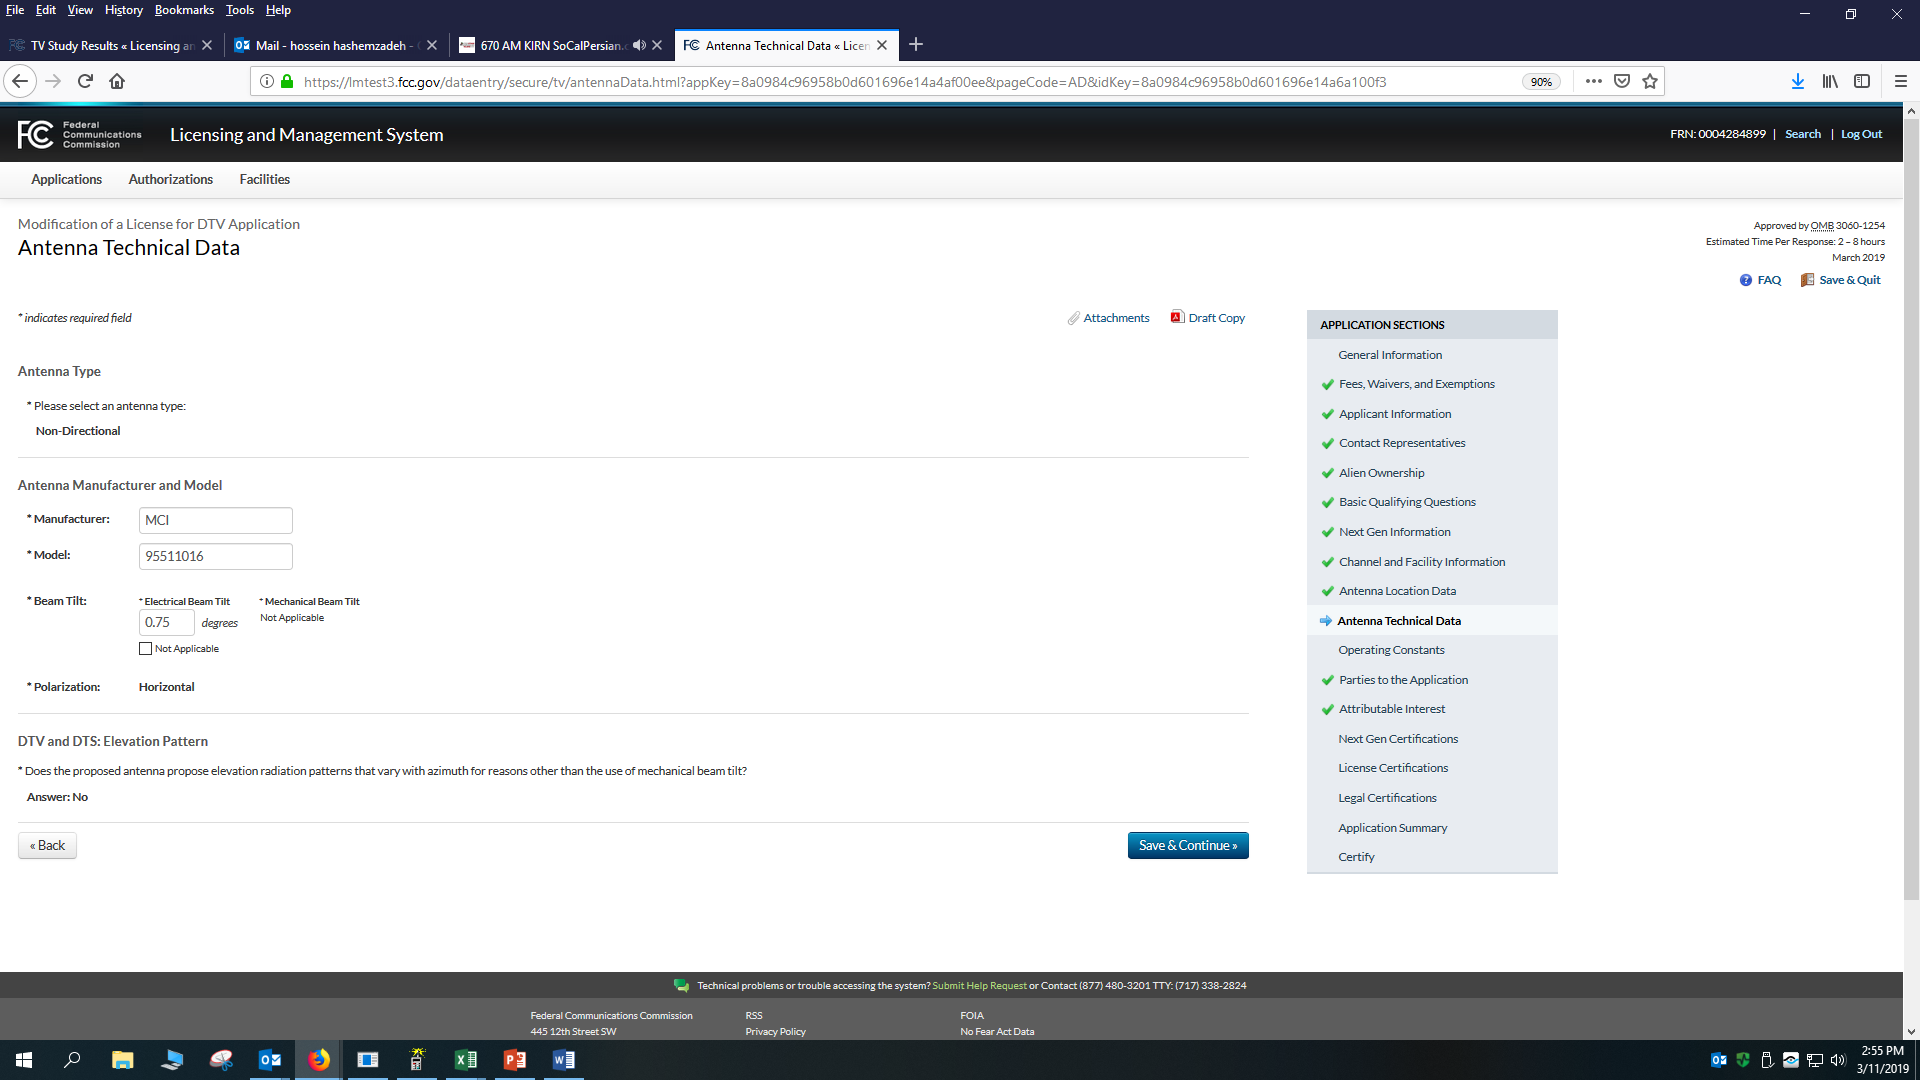 File Edit View History Bookmarks Tools Help
TV Study Results « Licensing an
Mail - hossein hashemzadeh -
670 AM KIRN SoCalPersian.c
Antenna Technical Data « Licen
https://lmtest3.fcc.gov/dataentry/secure/tv/antennaData.html?appKey=8a0984c96958b0d601696e14a4af00ee&pageCode=AD&idKey=8a0984c96958b0d601696e14a6a100f3
90%
FC Federal
Communications
Commission
Licensing and Management System
FRN: 0004284899 | Search | Log Out
Applications Authorizations Facilities
Modification of a License for DTV Application
Antenna Technical Data
Approved by OMB 3060-1254
Estimated Time Per Response: 2 – 8 hours
March 2019
FAQ Save & Quit
* indicates required field
Attachments Draft Copy
Antenna Type
* Please select an antenna type:
Non-Directional
Antenna Manufacturer and Model
* Manufacturer: MCI
* Model: 95511016
* Beam Tilt:
* Electrical Beam Tilt
0.75 degrees
Not Applicable
* Mechanical Beam Tilt
Not Applicable
* Polarization: Horizontal
DTV and DTS: Elevation Pattern
* Does the proposed antenna propose elevation radiation patterns that vary with azimuth for reasons other than the use of mechanical beam tilt?
Answer: No
« Back
Save & Continue »
APPLICATION SECTIONS
General Information
Fees, Waivers, and Exemptions
Applicant Information
Contact Representatives
Alien Ownership
Basic Qualifying Questions
Next Gen Information
Channel and Facility Information
Antenna Location Data
Antenna Technical Data
Operating Constants
Parties to the Application
Attributable Interest
Next Gen Certifications
License Certifications
Legal Certifications
Application Summary
Certify
Technical problems or trouble accessing the system? Submit Help Request or Contact (877) 480-3201 TTY: (717) 338-2824
Federal Communications Commission
445 12th Street SW
RSS
Privacy Policy
FOIA
No Fear Act Data
2:55 PM
3/11/2019